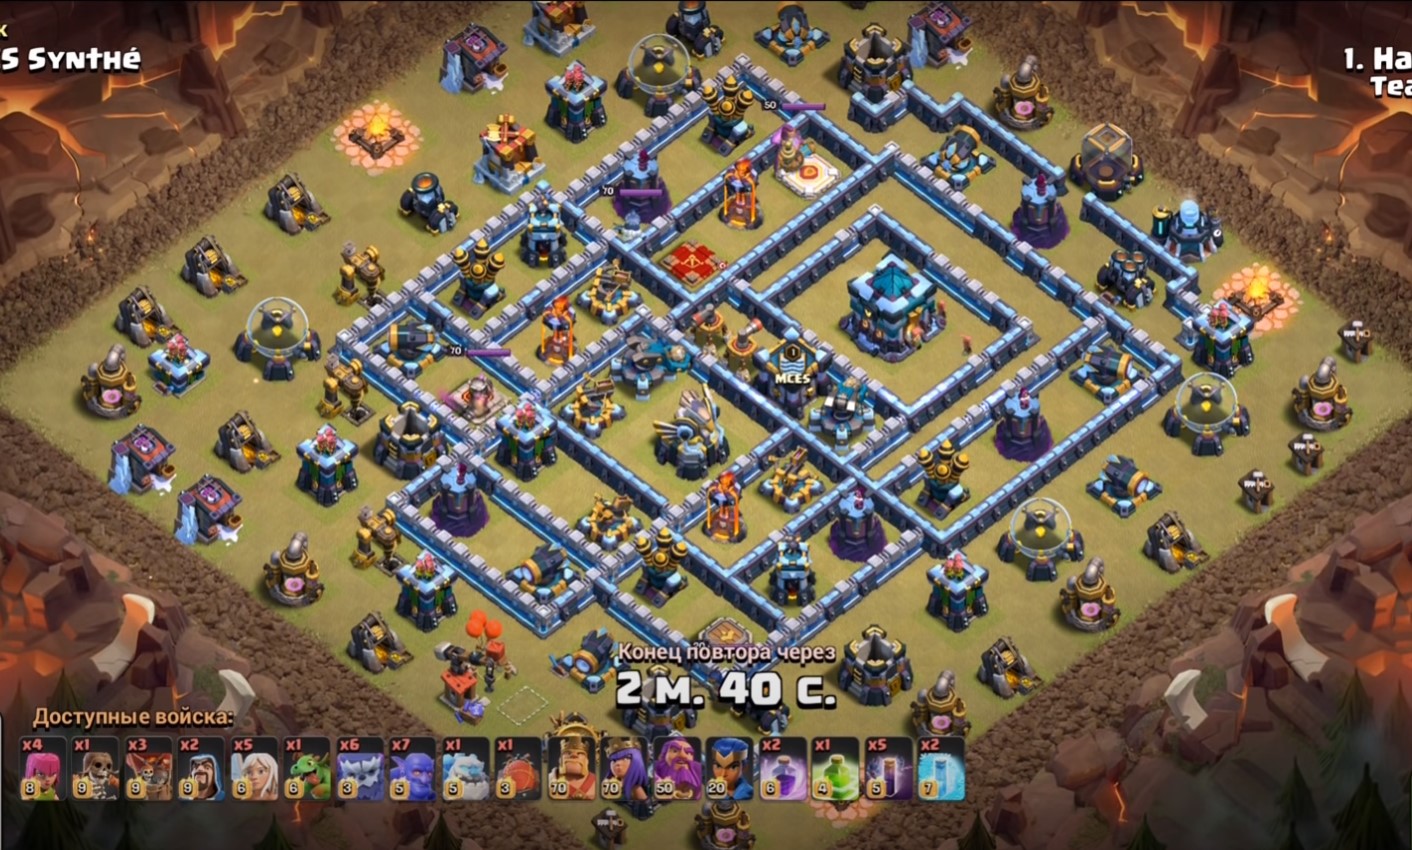 S SYNTHÉ
1. Ha
Tea
50
70
70
1
MCES
Конец повтора через
2 м. 40 с.
Доступные войска:
x4 x1 x3 x2 x5 x1 x6 x7 x1 x1 x2 x1 x5 x2
8 9 9 9 6 6 3 5 5 3 70 70 50 20 6 4 5 7